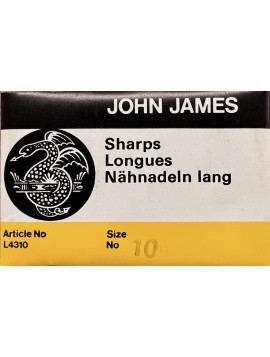 JOHN JAMES
Sharps
Longues
Nähnadeln lang
Article No
L4310
Size
No 10